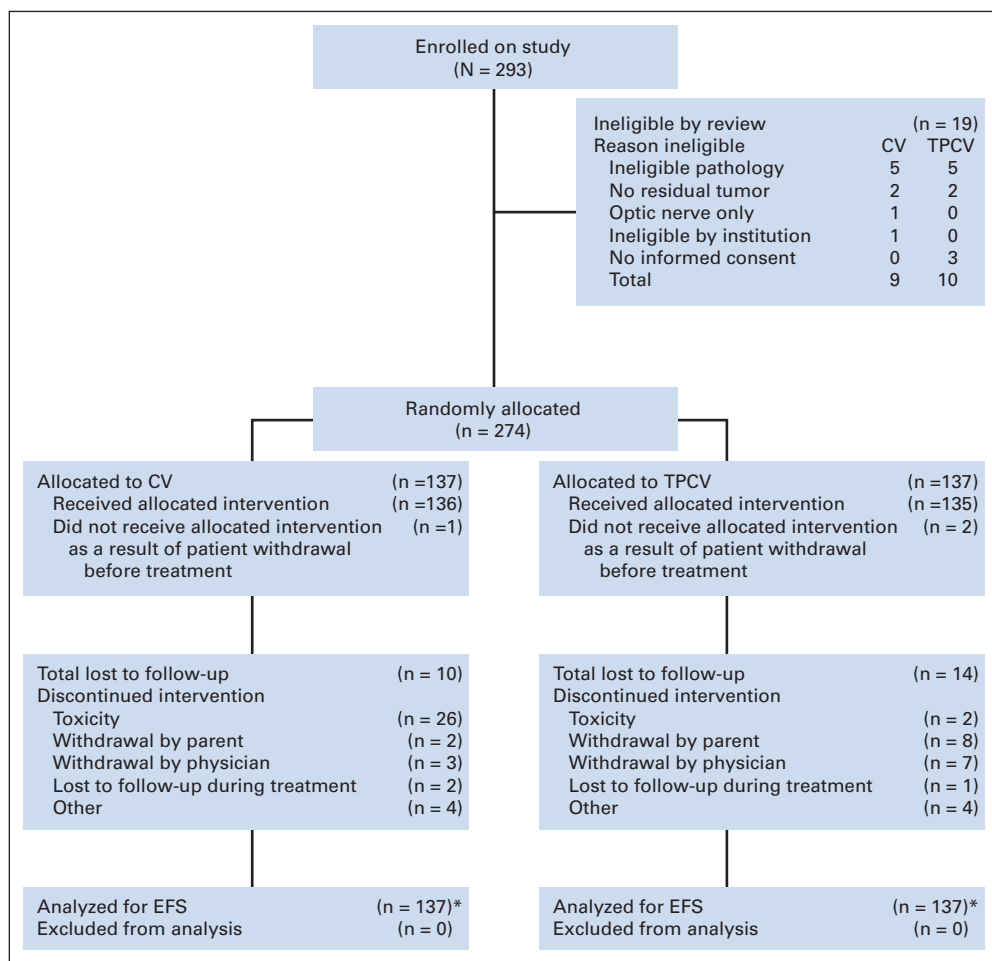 Enrolled on study
(N = 293)
Ineligible by review (n = 19)
Reason ineligible CV TPCV
Ineligible pathology 5 5
No residual tumor 2 2
Optic nerve only 1 0
Ineligible by institution 1 0
No informed consent 0 3
Total 9 10
Randomly allocated
(n = 274)
Allocated to CV (n =137)
Received allocated intervention (n =136)
Did not receive allocated intervention (n =1)
as a result of patient withdrawal
before treatment
Allocated to TPCV (n =137)
Received allocated intervention (n =135)
Did not receive allocated intervention (n = 2)
as a result of patient withdrawal
before treatment
Total lost to follow-up (n = 10)
Discontinued intervention
Toxicity (n = 26)
Withdrawal by parent (n = 2)
Withdrawal by physician (n = 3)
Lost to follow-up during treatment (n = 2)
Other (n = 4)
Total lost to follow-up (n = 14)
Discontinued intervention
Toxicity (n = 2)
Withdrawal by parent (n = 8)
Withdrawal by physician (n = 7)
Lost to follow-up during treatment (n = 1)
Other (n = 4)
Analyzed for EFS (n = 137)*
Excluded from analysis (n = 0)
Analyzed for EFS (n = 137)*
Excluded from analysis (n = 0)